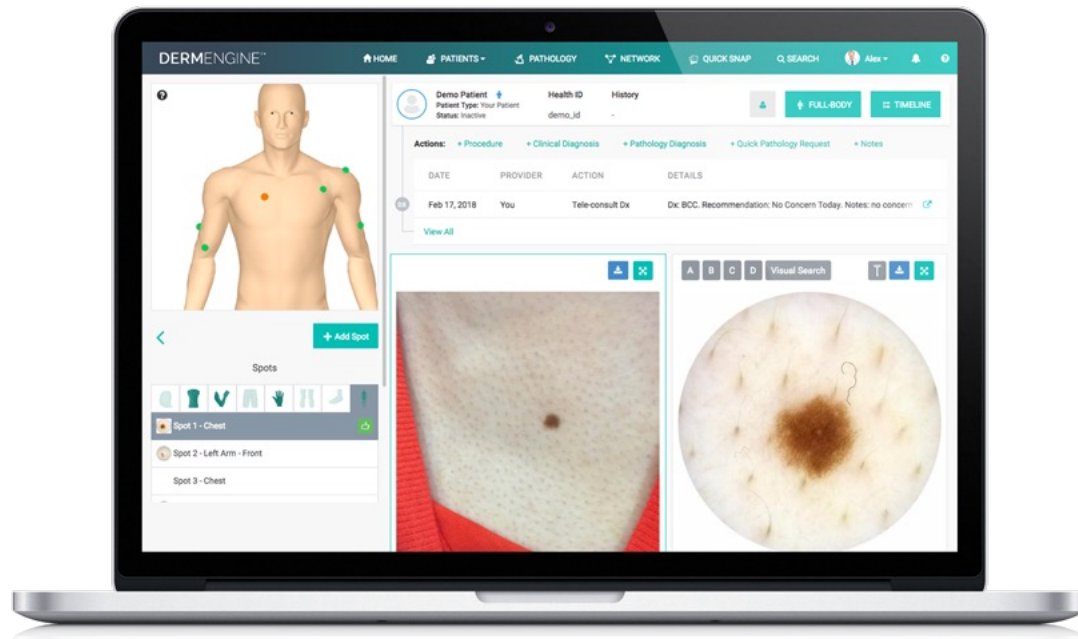 DERMENGINE™
HOME PATIENTS PATHOLOGY NETWORK QUICK SNAP SEARCH Alex
Demo Patient Health ID History
Patient Type: Your Patient
Status: Inactive demo_id -
FULL-BODY TIMELINE
Actions: + Procedure + Clinical Diagnosis + Pathology Diagnosis + Quick Pathology Request + Notes
DATE PROVIDER ACTION DETAILS
DX Feb 17, 2018 You Tele-consult Dx Dx: BCC. Recommendation: No Concern Today. Notes: no concern
View All
+ Add Spot
Spots
Spot 1 - Chest
Spot 2 - Left Arm - Front
Spot 3 - Chest
A B C D Visual Search T